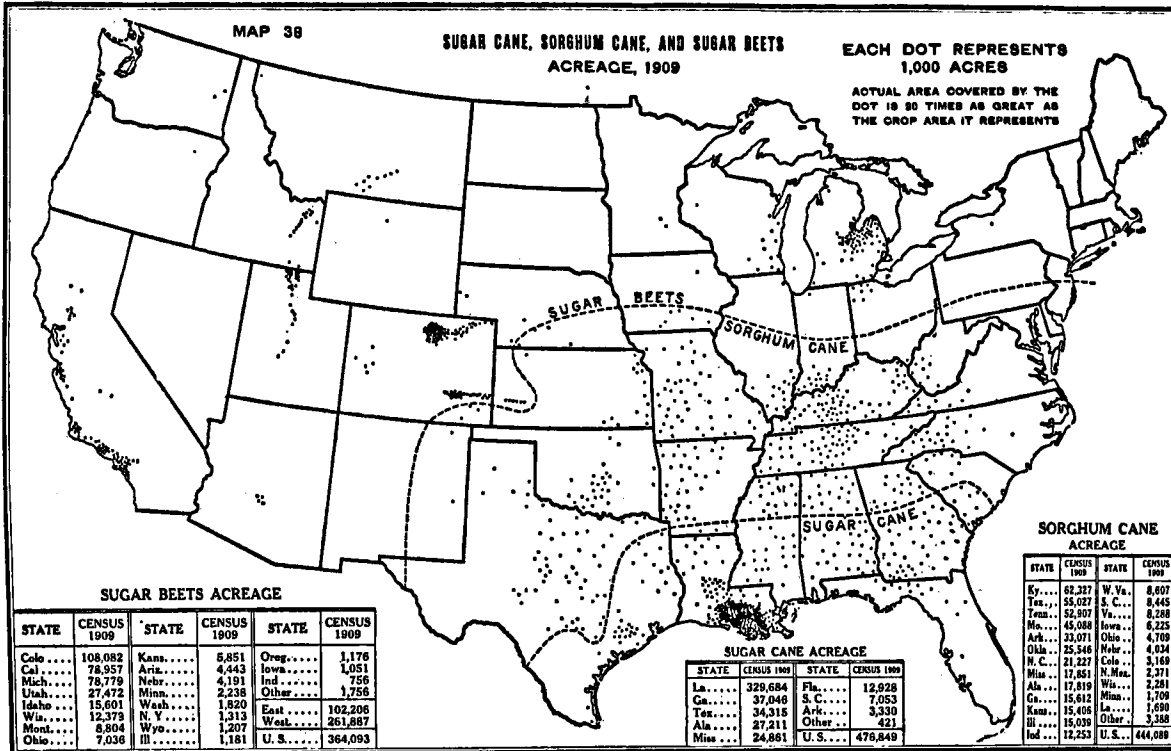 MAP 38
SUGAR CANE, SORGHUM CANE, AND SUGAR BEETS
ACREAGE, 1909
EACH DOT REPRESENTS
1,000 ACRES
ACTUAL AREA COVERED BY THE
DOT IS 90 TIMES AS GREAT AS
THE CROP AREA IT REPRESENTS
SUGAR BEETS
SORGHUM CANE
SUGAR CANE
SUGAR BEETS ACREAGE
STATE CENSUS 1909 STATE CENSUS 1909 STATE CENSUS 1909
Colo.... 108,082 Kans..... 5,851 Oreg..... 1,176
Cal..... 78,957 Ariz..... 4,443 Iowa..... 1,051
Mich.... 78,779 Nebr..... 4,191 Ind...... 756
Utah.... 27,472 Minn..... 2,238 Other.... 1,756
Idaho... 15,601 Wash..... 1,820 East..... 102,206
Wis..... 12,379 N. Y..... 1,313 West..... 261,887
Mont.... 8,804 Wyo...... 1,207
Ohio.... 7,036 Ill...... 1,181 U. S..... 364,093
SUGAR CANE ACREAGE
STATE CENSUS 1909 STATE CENSUS 1909
La..... 329,684 Fla..... 12,928
Ga..... 37,046 S. C.... 7,053
Tex.... 34,315 Ark..... 3,330
Ala.... 27,211 Other... 421
Miss... 24,861 U. S.... 476,849
SORGHUM CANE
ACREAGE
STATE CENSUS 1909 STATE CENSUS 1909
Ky.... 62,327 W. Va.. 8,607
Tex... 55,027 S. C... 8,445
Tenn.. 52,907 Va..... 8,288
Mo.... 45,088 Iowa... 6,225
Ark... 33,071 Ohio... 4,709
Okla.. 25,546 Nebr... 4,034
N. C.. 21,227 Colo... 3,169
Miss.. 17,851 N. Mex. 2,371
Ala... 17,819 Wis.... 2,281
Ga.... 15,612 Minn... 1,709
Kans.. 15,406 La..... 1,690
Ill... 15,039 Other.. 3,388
Ind... 12,253 U. S... 444,089